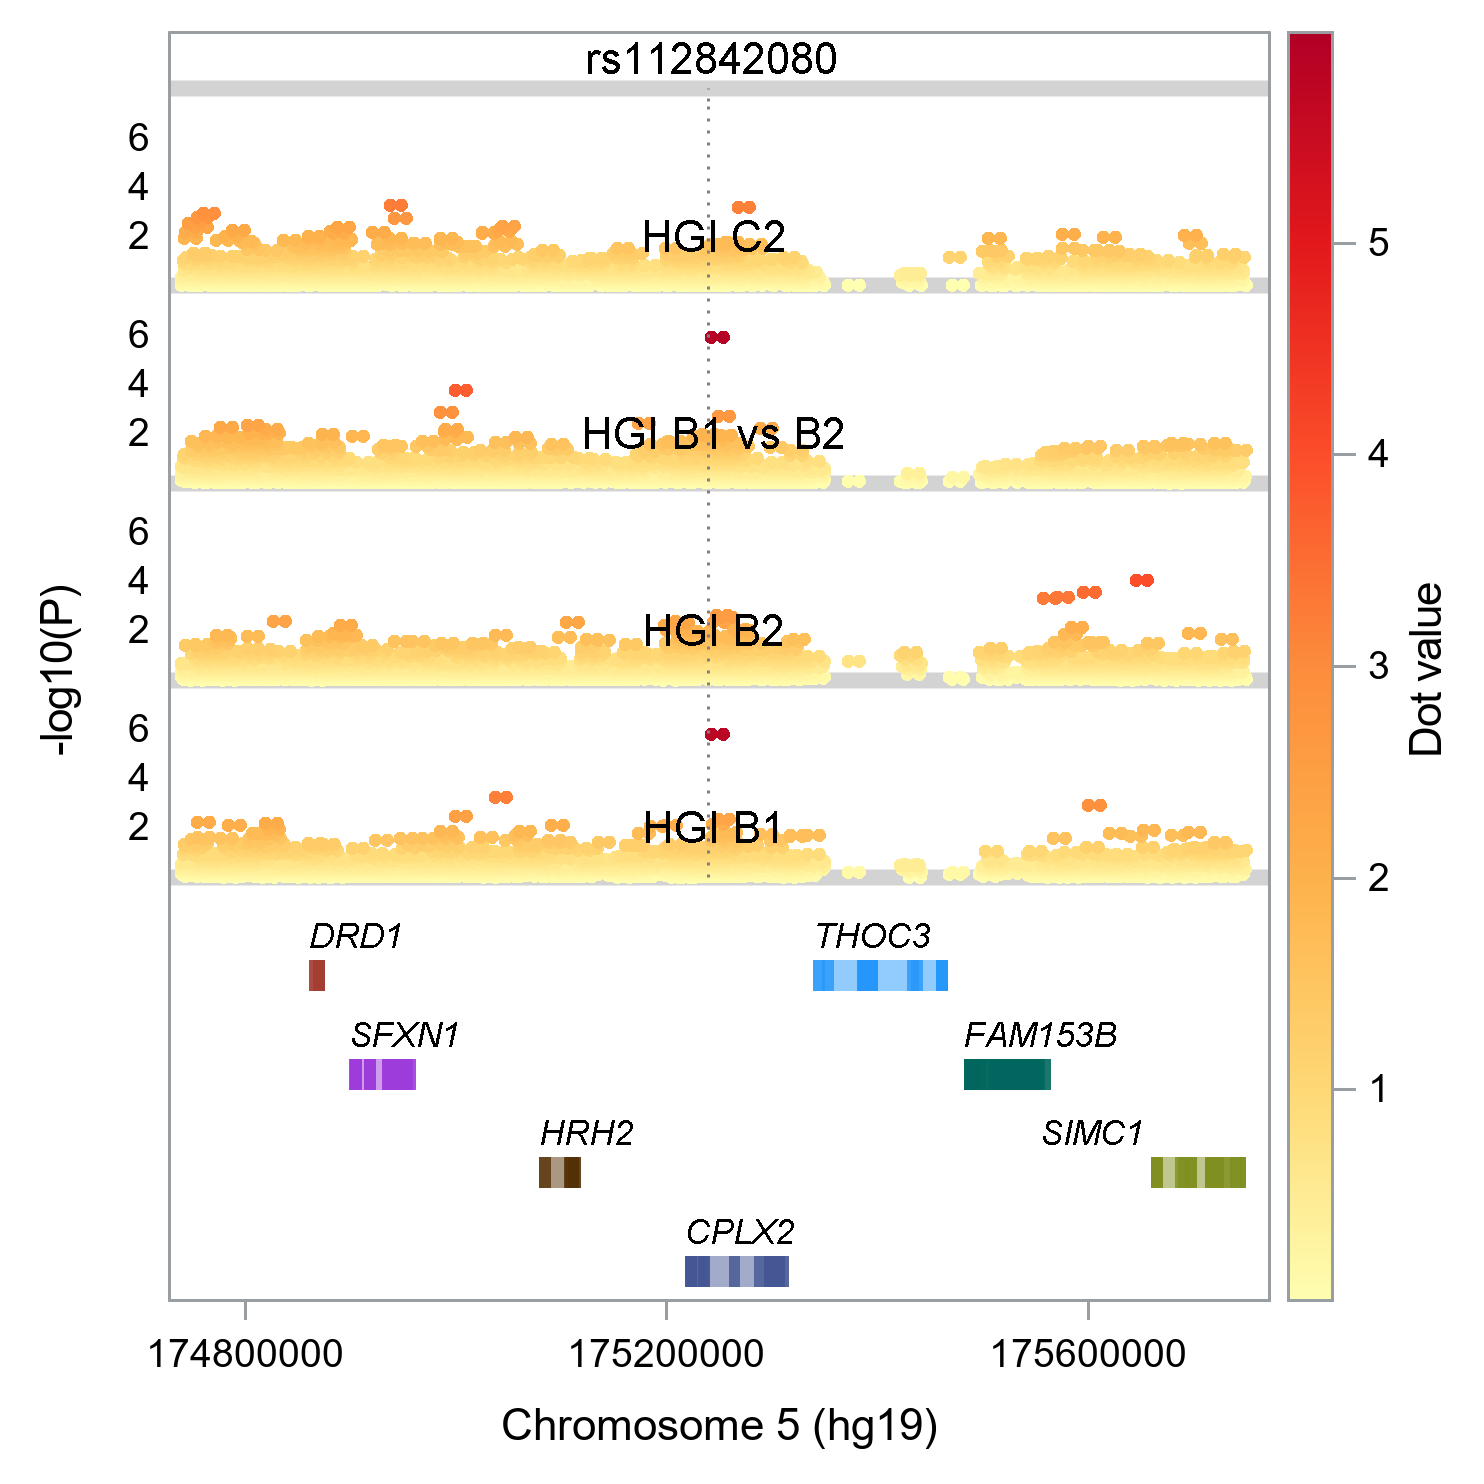 rs112842080
6
4
2
HGI C2
6
4
2
HGI B1 vs B2
6
4
2
HGI B2
6
4
2
HGI B1
-log10(P)
DRD1
THOC3
SFXN1
FAM153B
HRH2
SIMC1
CPLX2
174800000
175200000
175600000
Chromosome 5 (hg19)
5
4
3
2
1
Dot value